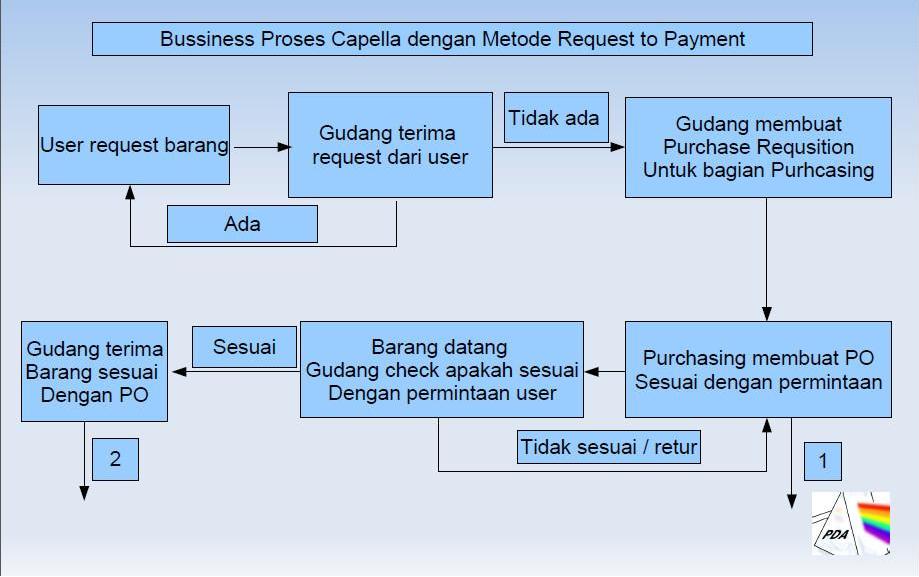 Bussiness Proses Capella dengan Metode Request to Payment
User request barang
Gudang terima
request dari user
Tidak ada
Gudang membuat
Purchase Requsition
Untuk bagian Purhcasing
Ada
Gudang terima
Barang sesuai
Dengan PO
Sesuai
Barang datang
Gudang check apakah sesuai
Dengan permintaan user
Purchasing membuat PO
Sesuai dengan permintaan
Tidak sesuai / retur
2
1
PDA